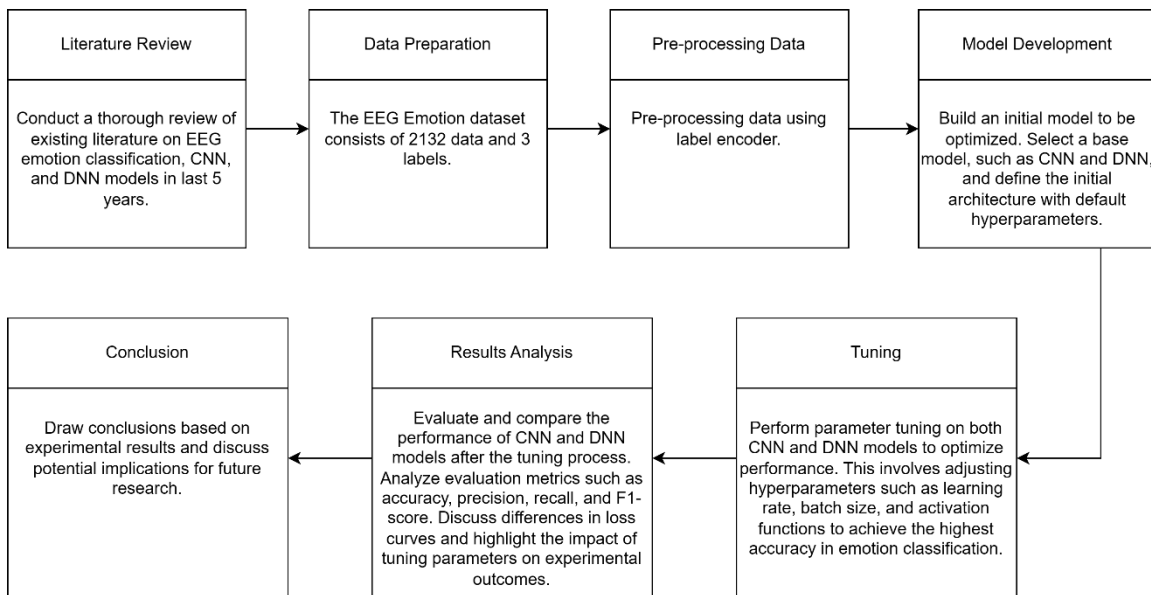 Literature Review
Conduct a thorough review of
existing literature on EEG
emotion classification, CNN,
and DNN models in last 5
years.
Data Preparation
The EEG Emotion dataset
consists of 2132 data and 3
labels.
Pre-processing Data
Pre-processing data using
label encoder.
Model Development
Build an initial model to be
optimized. Select a base
model, such as CNN and DNN,
and define the initial
architecture with default
hyperparameters.
Tuning
Perform parameter tuning on both
CNN and DNN models to optimize
performance. This involves adjusting
hyperparameters such as learning
rate, batch size, and activation
functions to achieve the highest
accuracy in emotion classification.
Results Analysis
Evaluate and compare the
performance of CNN and DNN
models after the tuning process.
Analyze evaluation metrics such as
accuracy, precision, recall, and F1-
score. Discuss differences in loss
curves and highlight the impact of
tuning parameters on experimental
outcomes.
Conclusion
Draw conclusions based on
experimental results and discuss
potential implications for future
research.